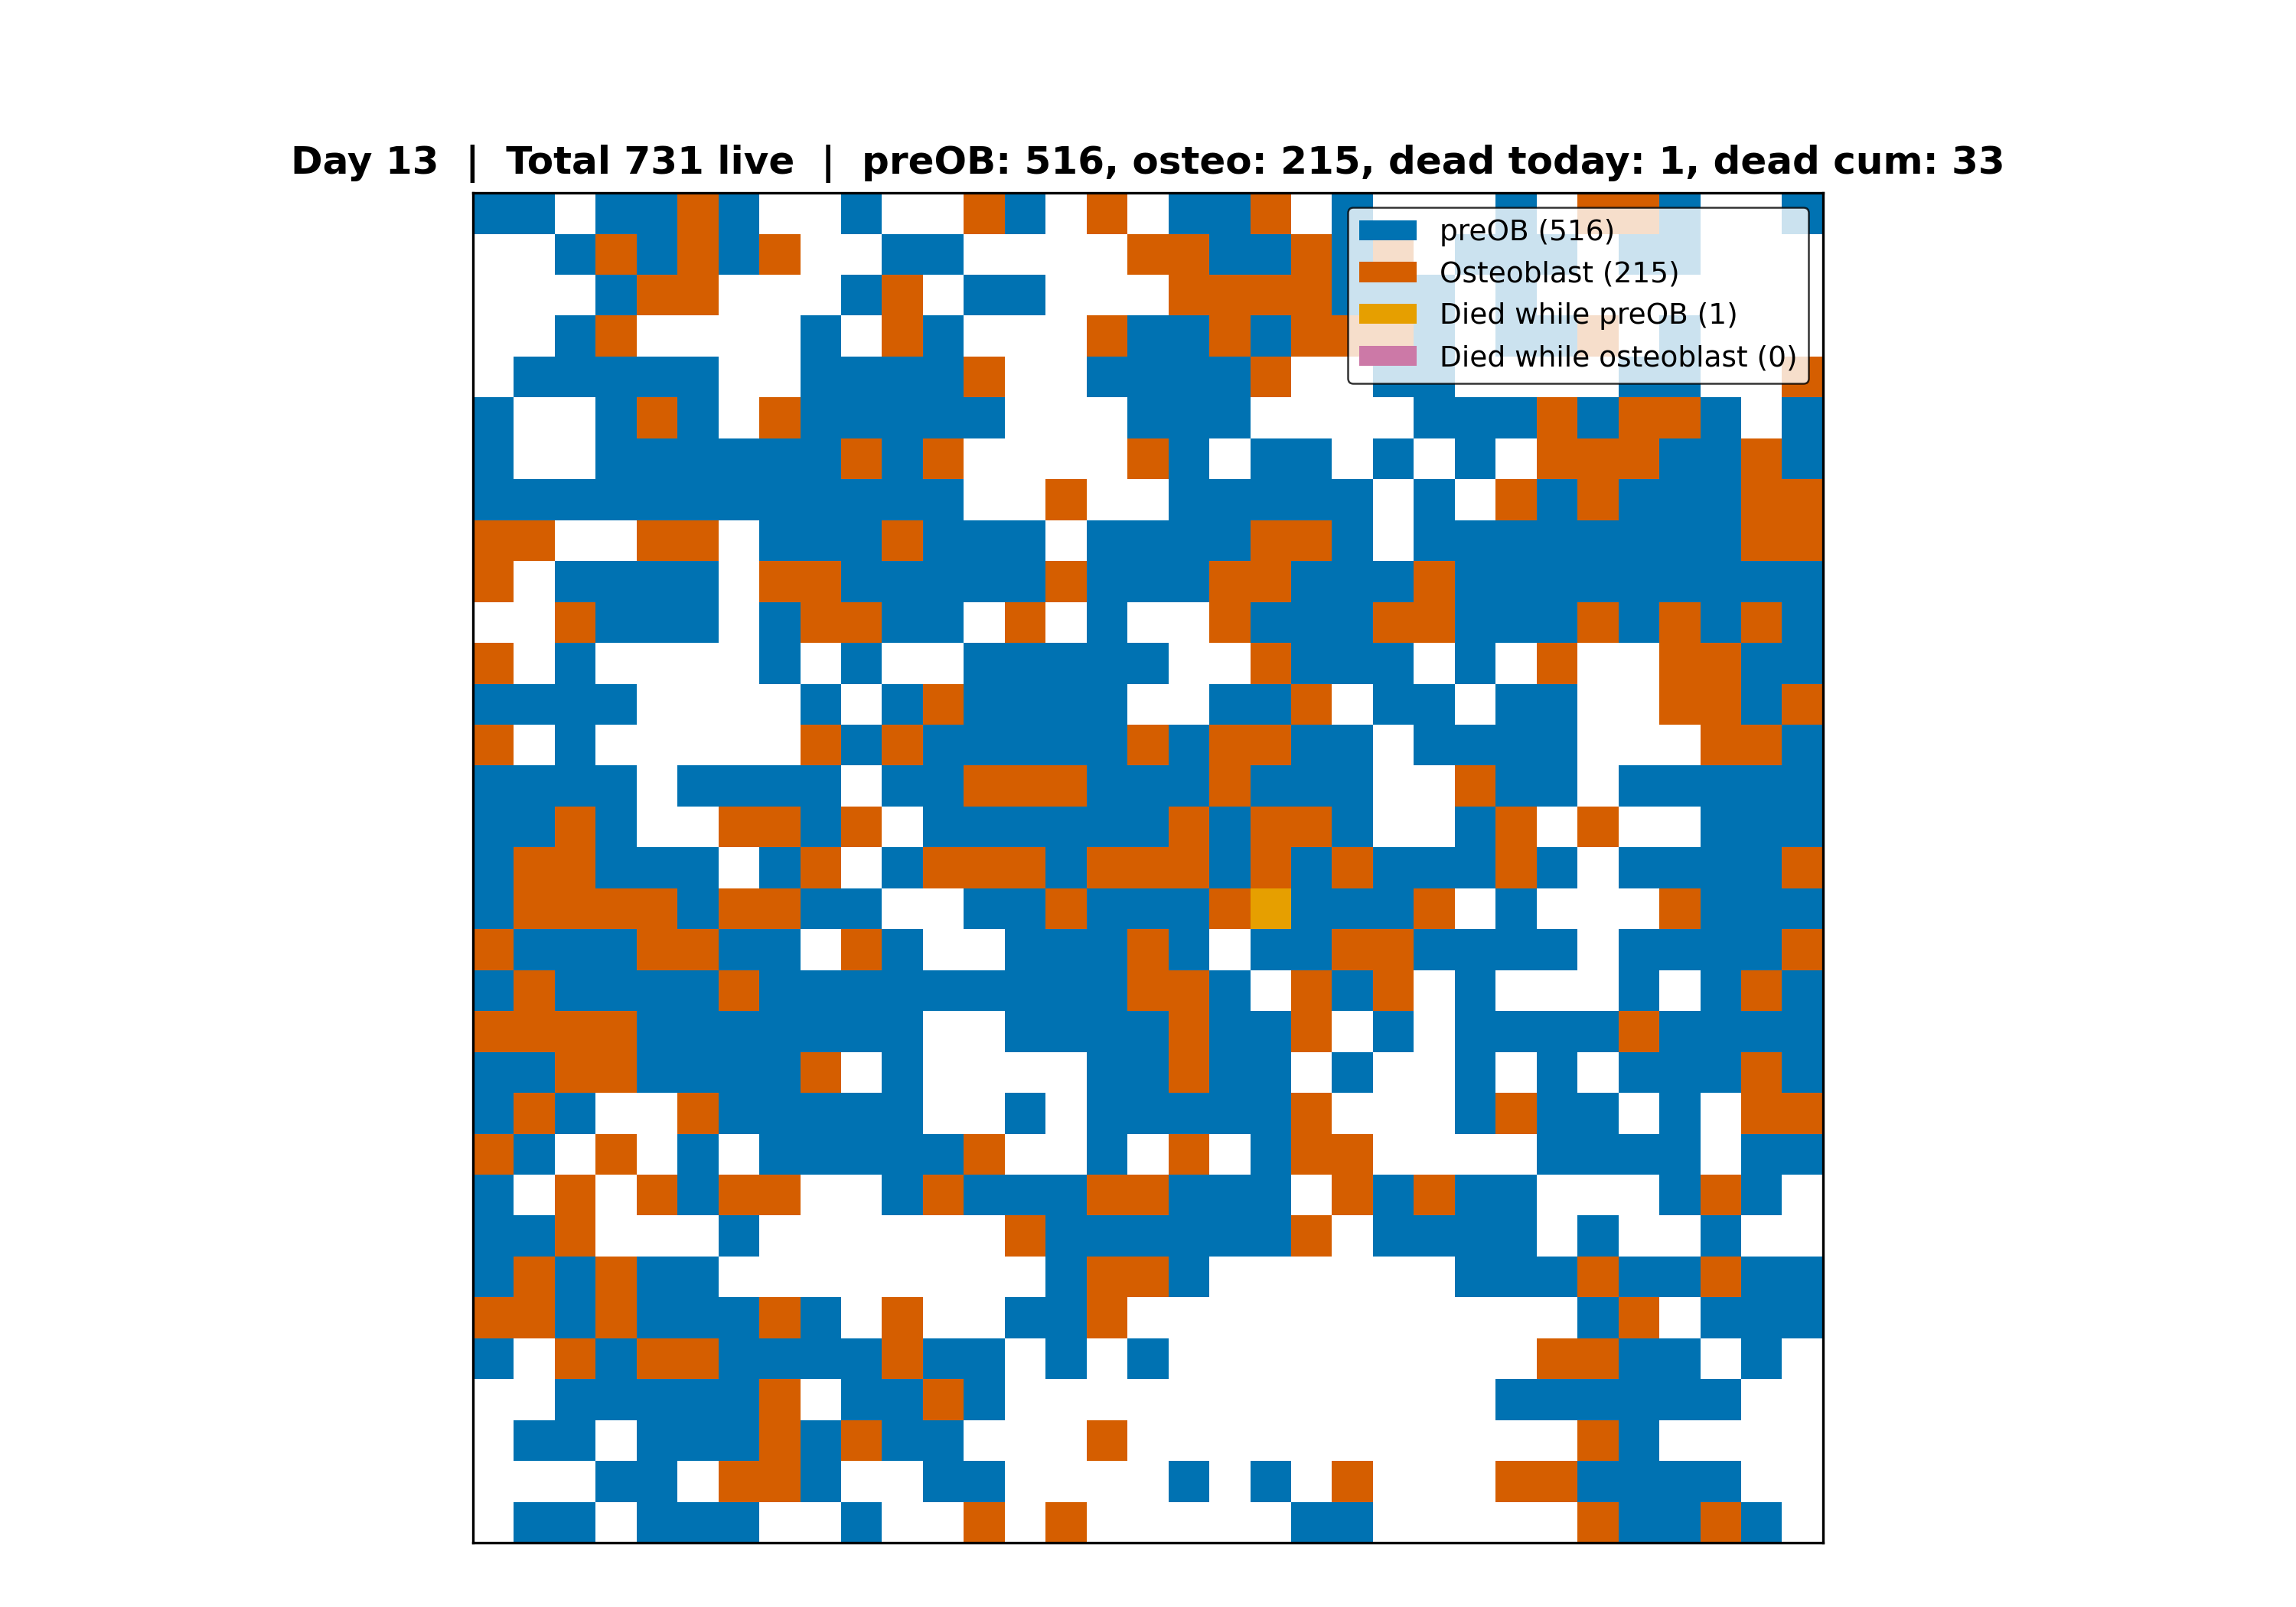 Day 13 | Total 731 live | preOB: 516, osteo: 215, dead today: 1, dead cum: 33
preOB (516)
Osteoblast (215)
Died while preOB (1)
Died while osteoblast (0)